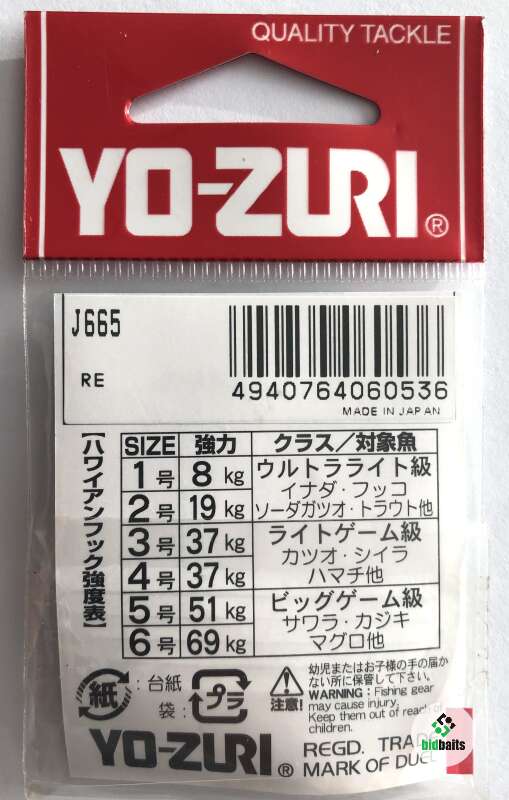 QUALITY TACKLE
YO-ZURI®
J665
RE
4940764060536
MADE IN JAPAN
【ハワイアンフック強度表】
SIZE 強力 クラス/対象魚
1号 8kg ウルトラライト級
イナダ・フッコ
2号 19kg ソーダガツオ・トラウト他
3号 37kg ライトゲーム級
カツオ・シイラ
4号 37kg ハマチ他
5号 51kg ビッグゲーム級
サワラ・カジキ
6号 69kg マグロ他
紙 : 台紙
袋 : プラ
注意!
幼児またはお子様の手の届か
ない所に保管して下さい。
WARNING: Fishing gear
may cause injury.
Keep them out of reach of
children.
YO-ZURI®
REGD. TRADE
MARK OF DUEL
bidbaits